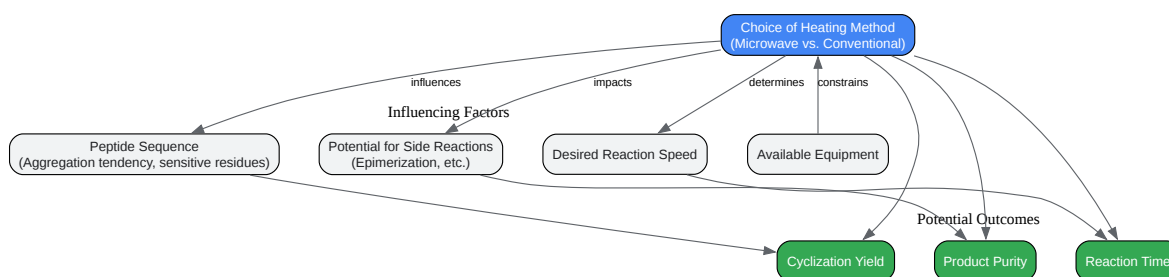 Choice of Heating Method
(Microwave vs. Conventional)
influences
impacts
determines
constrains
Influencing Factors
Peptide Sequence
(Aggregation tendency, sensitive residues)
Potential for Side Reactions
(Epimerization, etc.)
Desired Reaction Speed
Available Equipment
Potential Outcomes
Cyclization Yield
Product Purity
Reaction Time